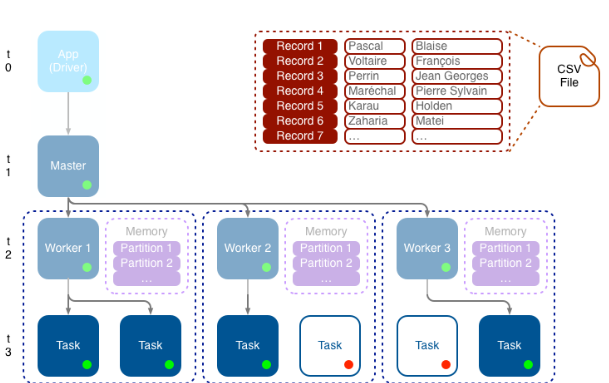 t
0
App
(Driver)
Record 1 Pascal Blaise
Record 2 Voltaire François
Record 3 Perrin Jean Georges
Record 4 Maréchal Pierre Sylvain
Record 5 Karau Holden
Record 6 Zaharia Matei
Record 7 … …
CSV
File
t
1
Master
t
2
Worker 1
Memory
Partition 1
Partition 2
…
Worker 2
Memory
Partition 1
Partition 2
…
Worker 3
Memory
Partition 1
Partition 2
…
t
3
Task
Task
Task
Task
Task
Task